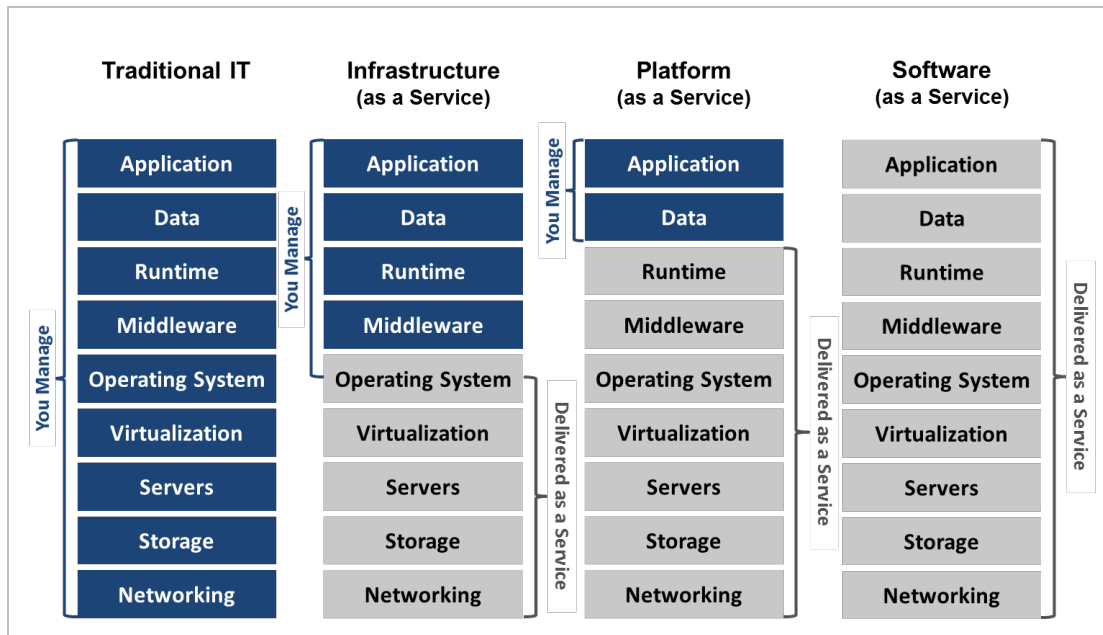 Traditional IT
Infrastructure
(as a Service)
Platform
(as a Service)
Software
(as a Service)
You Manage
Application
Data
Runtime
Middleware
Operating System
Virtualization
Servers
Storage
Networking
You Manage
Application
Data
Runtime
Middleware
Operating System
Virtualization
Servers
Storage
Networking
Delivered as a Service
You Manage
Application
Data
Runtime
Middleware
Operating System
Virtualization
Servers
Storage
Networking
Delivered as a Service
Application
Data
Runtime
Middleware
Operating System
Virtualization
Servers
Storage
Networking
Delivered as a Service